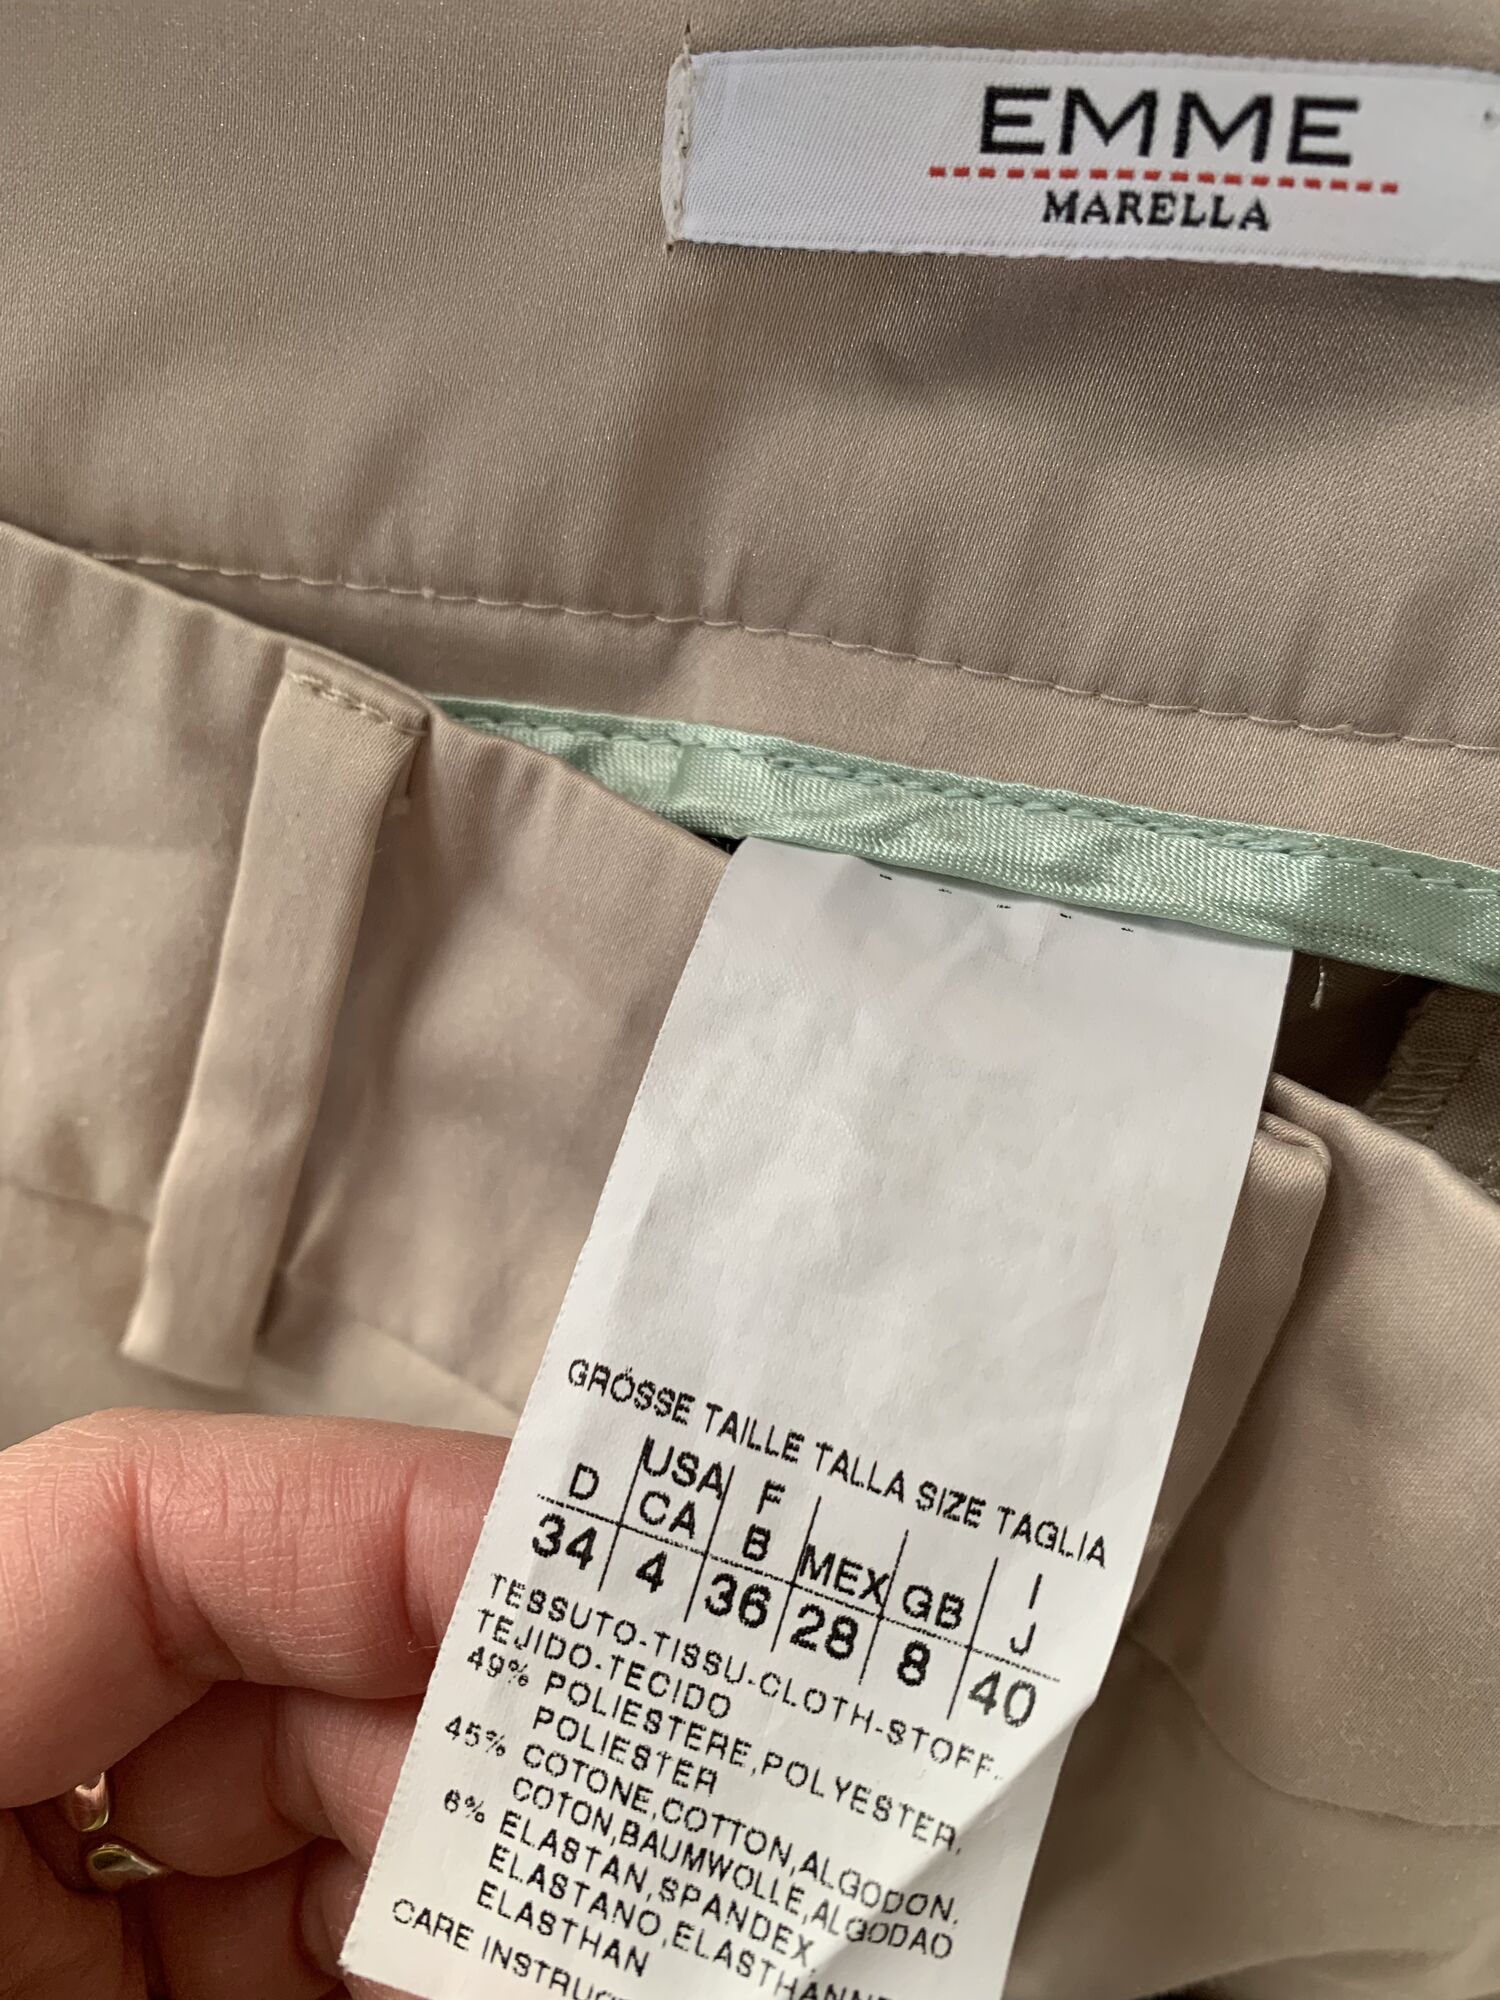 EMME
MARELLA
GRÖSSE TAILLE TALLA SIZE TAGLIA
D USA CA F B MEX GB I J
34 4 36 28 8 40
TESSUTO-TISSU-CLOTH-STOFF-
TEJIDO-TECIDO
49% POLIESTERE,POLYESTER,
POLIESTER
45% COTONE,COTTON,ALGODON,
COTON,BAUMWOLLE,ALGODAO
6% ELASTAN,SPANDEX,
ELASTANO,ELASTHANNE
ELASTHAN
CARE